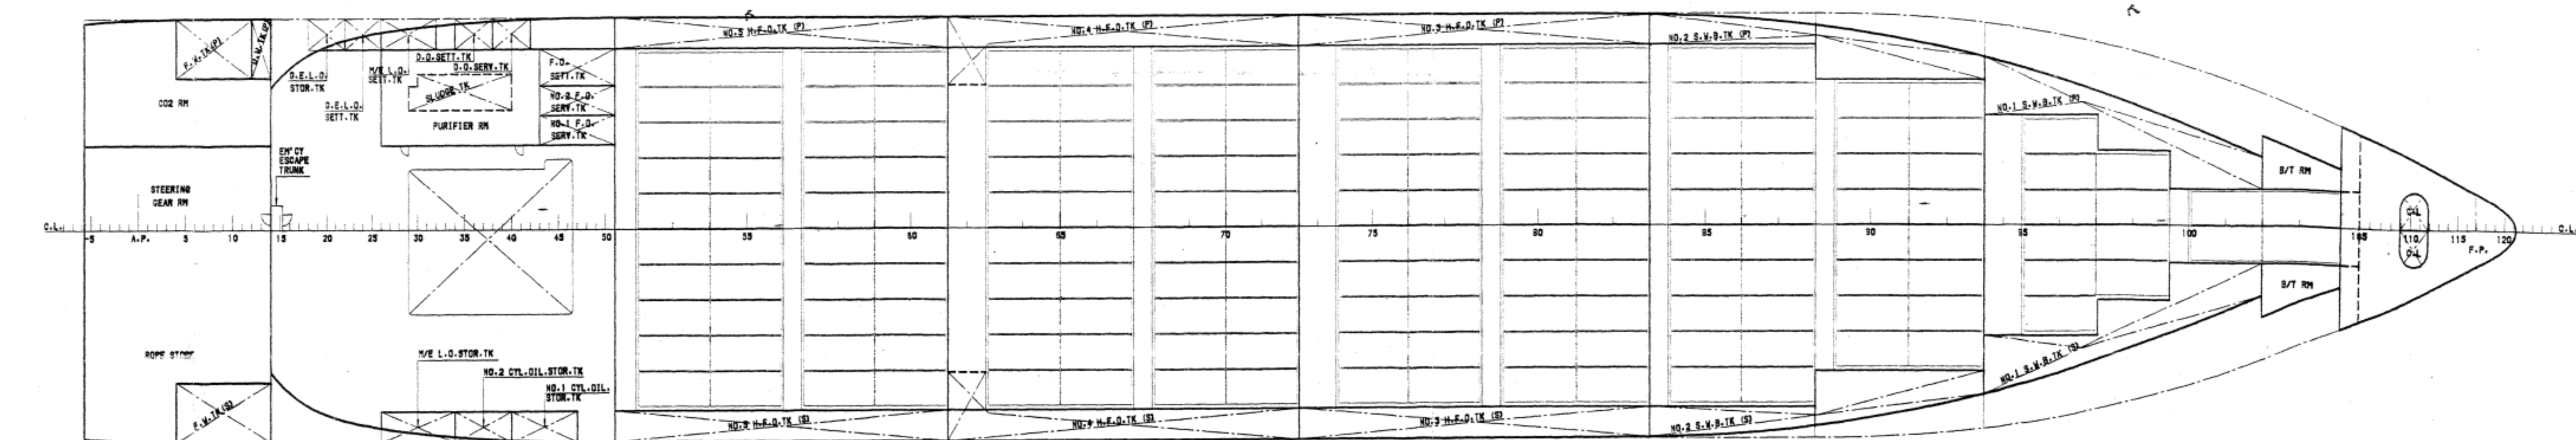 NO.5 H.F.O.TK (P)
NO.4 H.F.O.TK (P)
NO.3 H.F.O.TK (P)
NO.2 S.W.B.TK (P)
F.W.TK(P)
D.O.SETT.TK
D.O.SERV.TK
M/E L.O.
SETT.TK
D.E.L.O.
STOR.TK
D.E.L.O.
SETT.TK
SLUDGE TK
F.O.
SETT.TK
NO.2 F.O.
SERV.TK
NO.1 F.O.
SERV.TK
CO2 RM
PURIFIER RM
NO.1 S.W.B.TK (P)
EM'CY
ESCAPE
TRUNK
STEERING
GEAR RM
B/T RM
C.L.
-5 A.P. 5 10 15 20 25 30 35 40 45 50 55 60 65 70 75 80 85 90 95 100 105 110 115 120
F.P.
C.L.
B/T RM
ROPE STORE
M/E L.O.STOR.TK
NO.2 CYL.OIL.STOR.TK
NO.1 CYL.OIL.
STOR.TK
F.W.TK(S)
NO.5 H.F.O.TK (S)
NO.4 H.F.O.TK (S)
NO.3 H.F.O.TK (S)
NO.2 S.W.B.TK (S)
NO.1 S.W.B.TK (S)